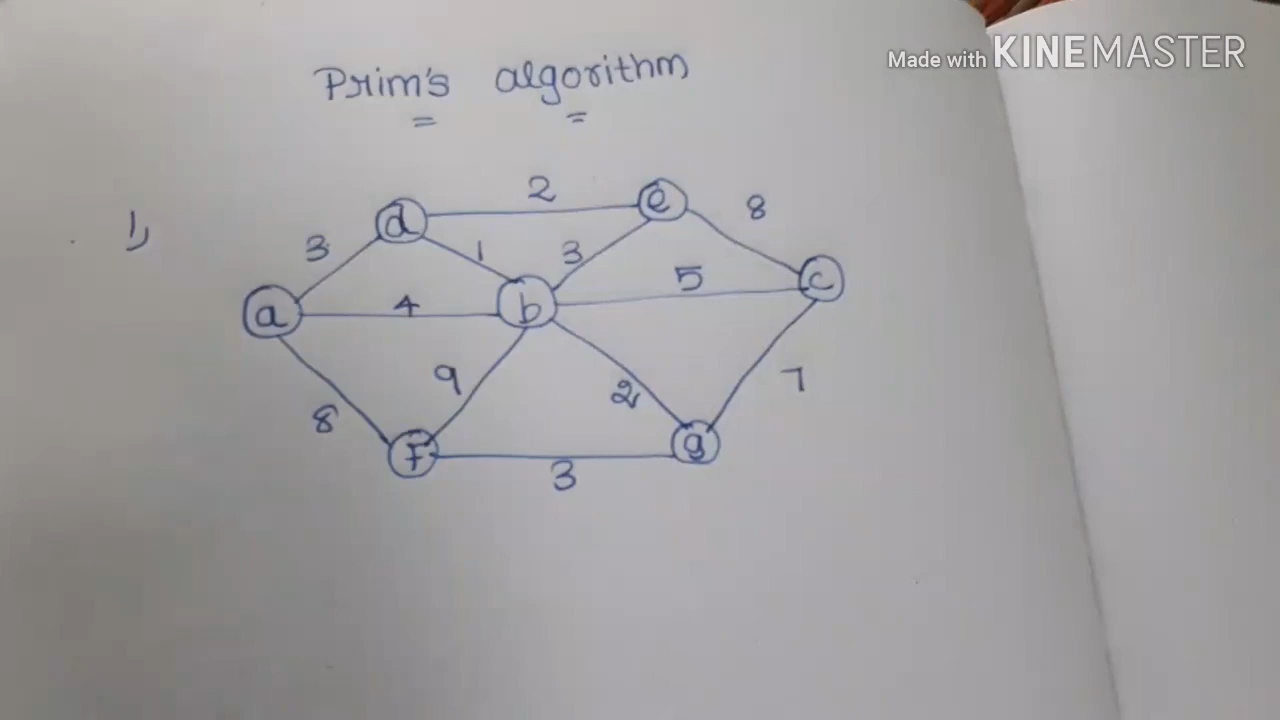 Made with KINEMASTER
Prim's algorithm
1)
d 2 e 8
3 1 3
a 4 b 5 c
8 9 2 7
f 3 g